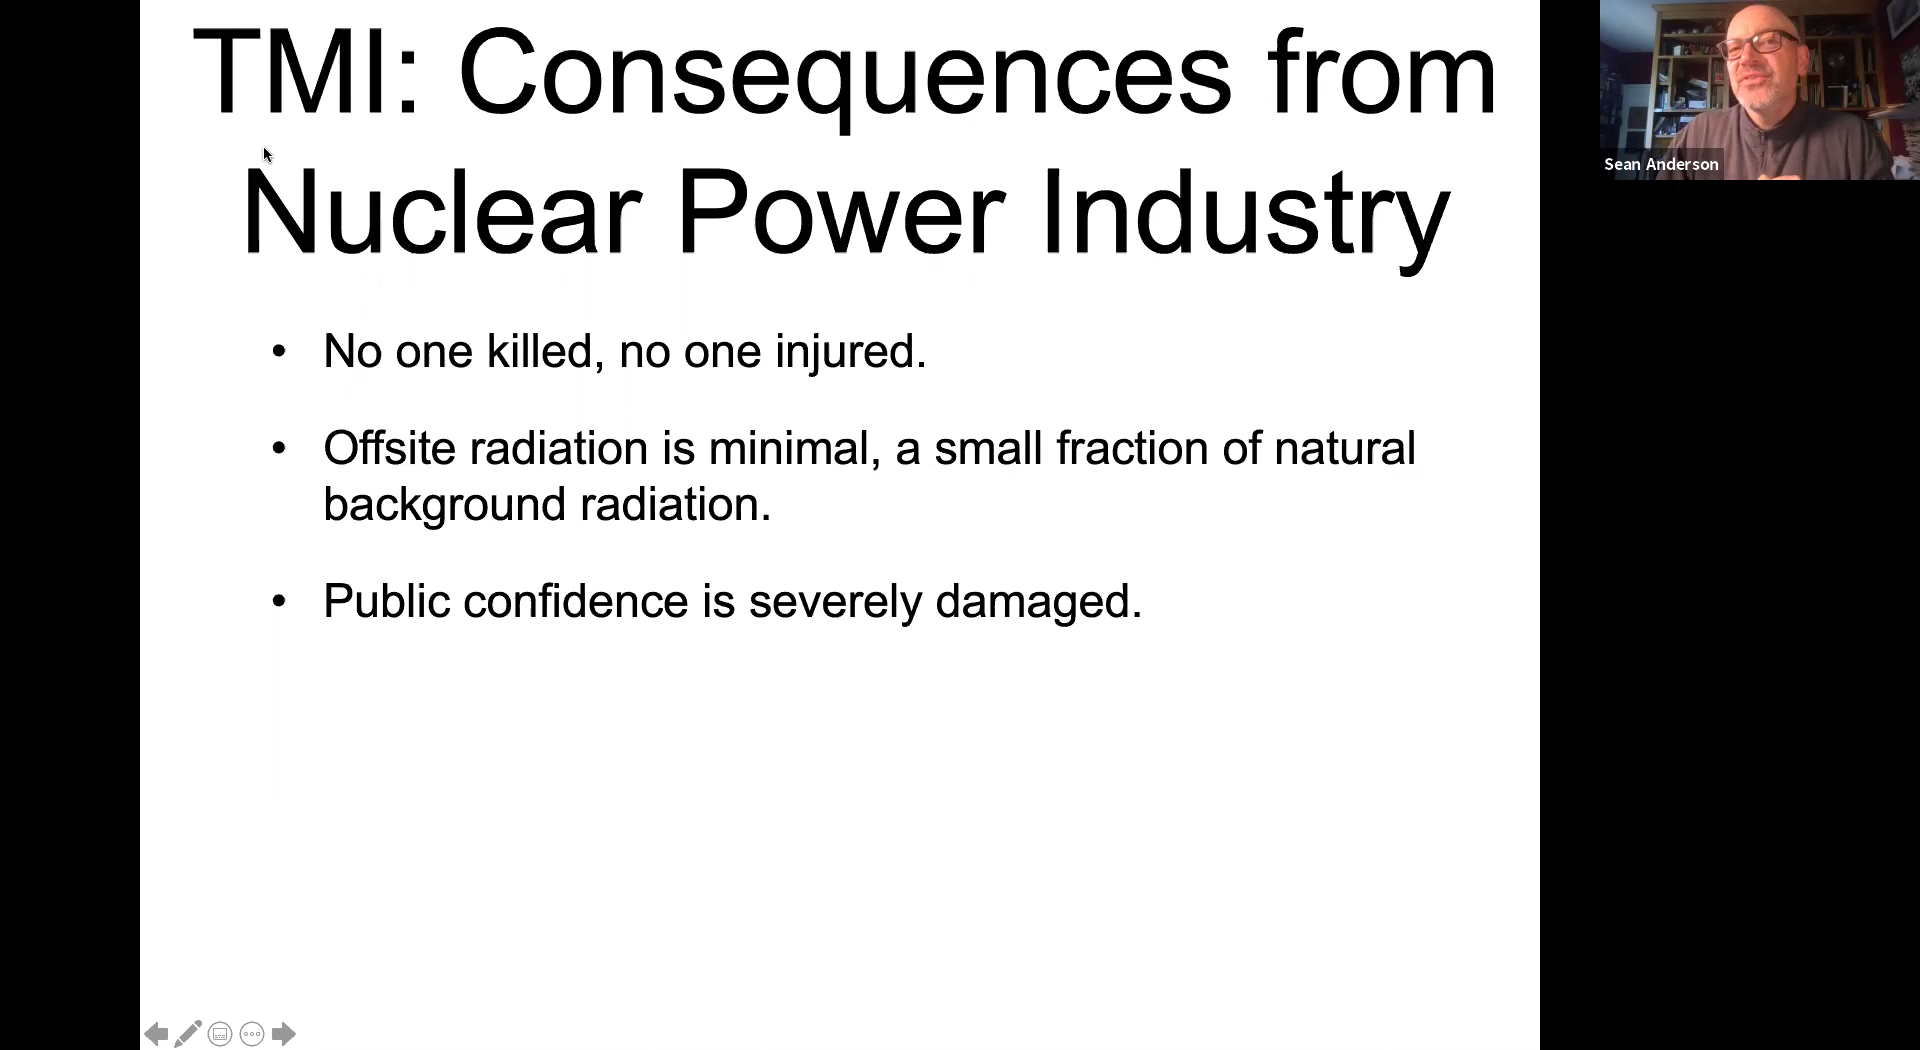 TMI: Consequences from
Nuclear Power Industry
• No one killed, no one injured.
• Offsite radiation is minimal, a small fraction of natural
background radiation.
• Public confidence is severely damaged.
Sean Anderson